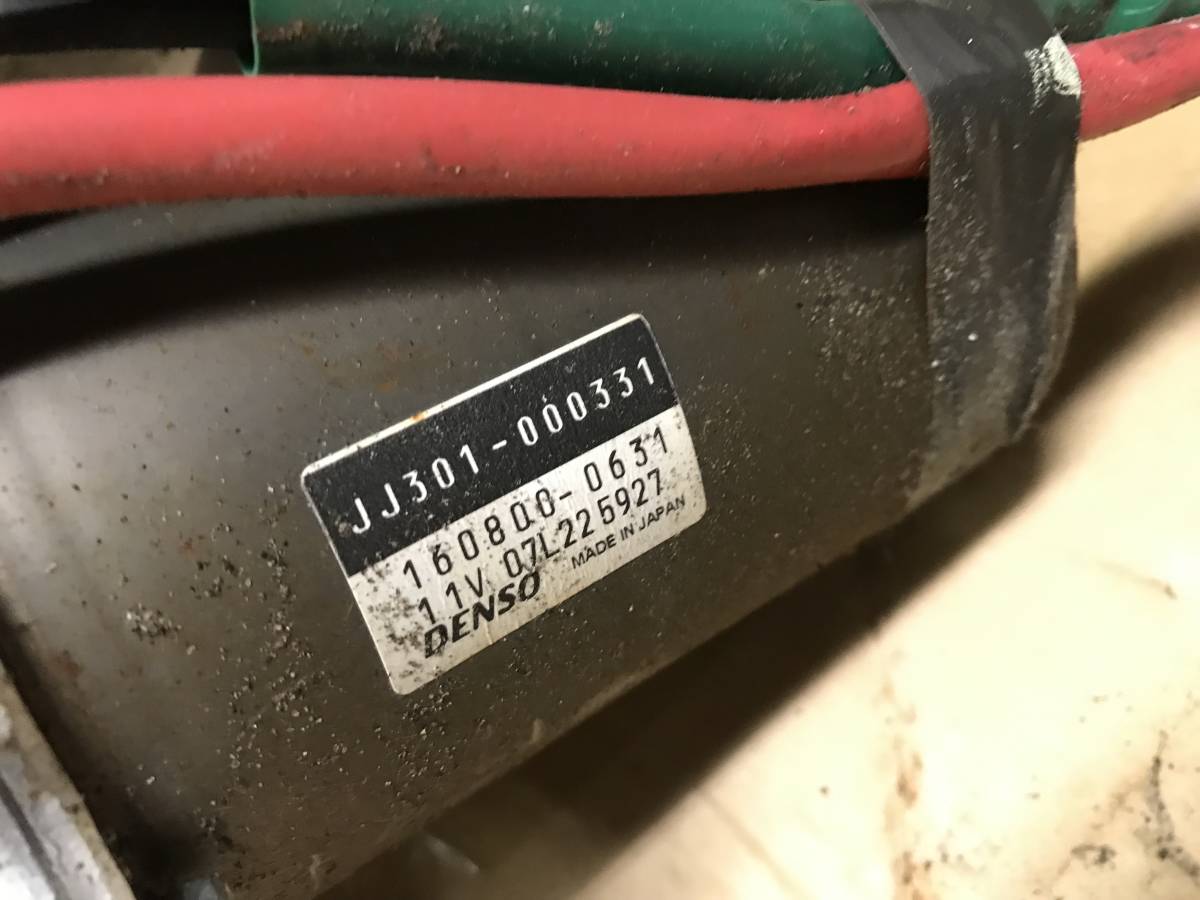 JJ301-000331
160800-0631
11V 07L225927
DENSO MADE IN JAPAN